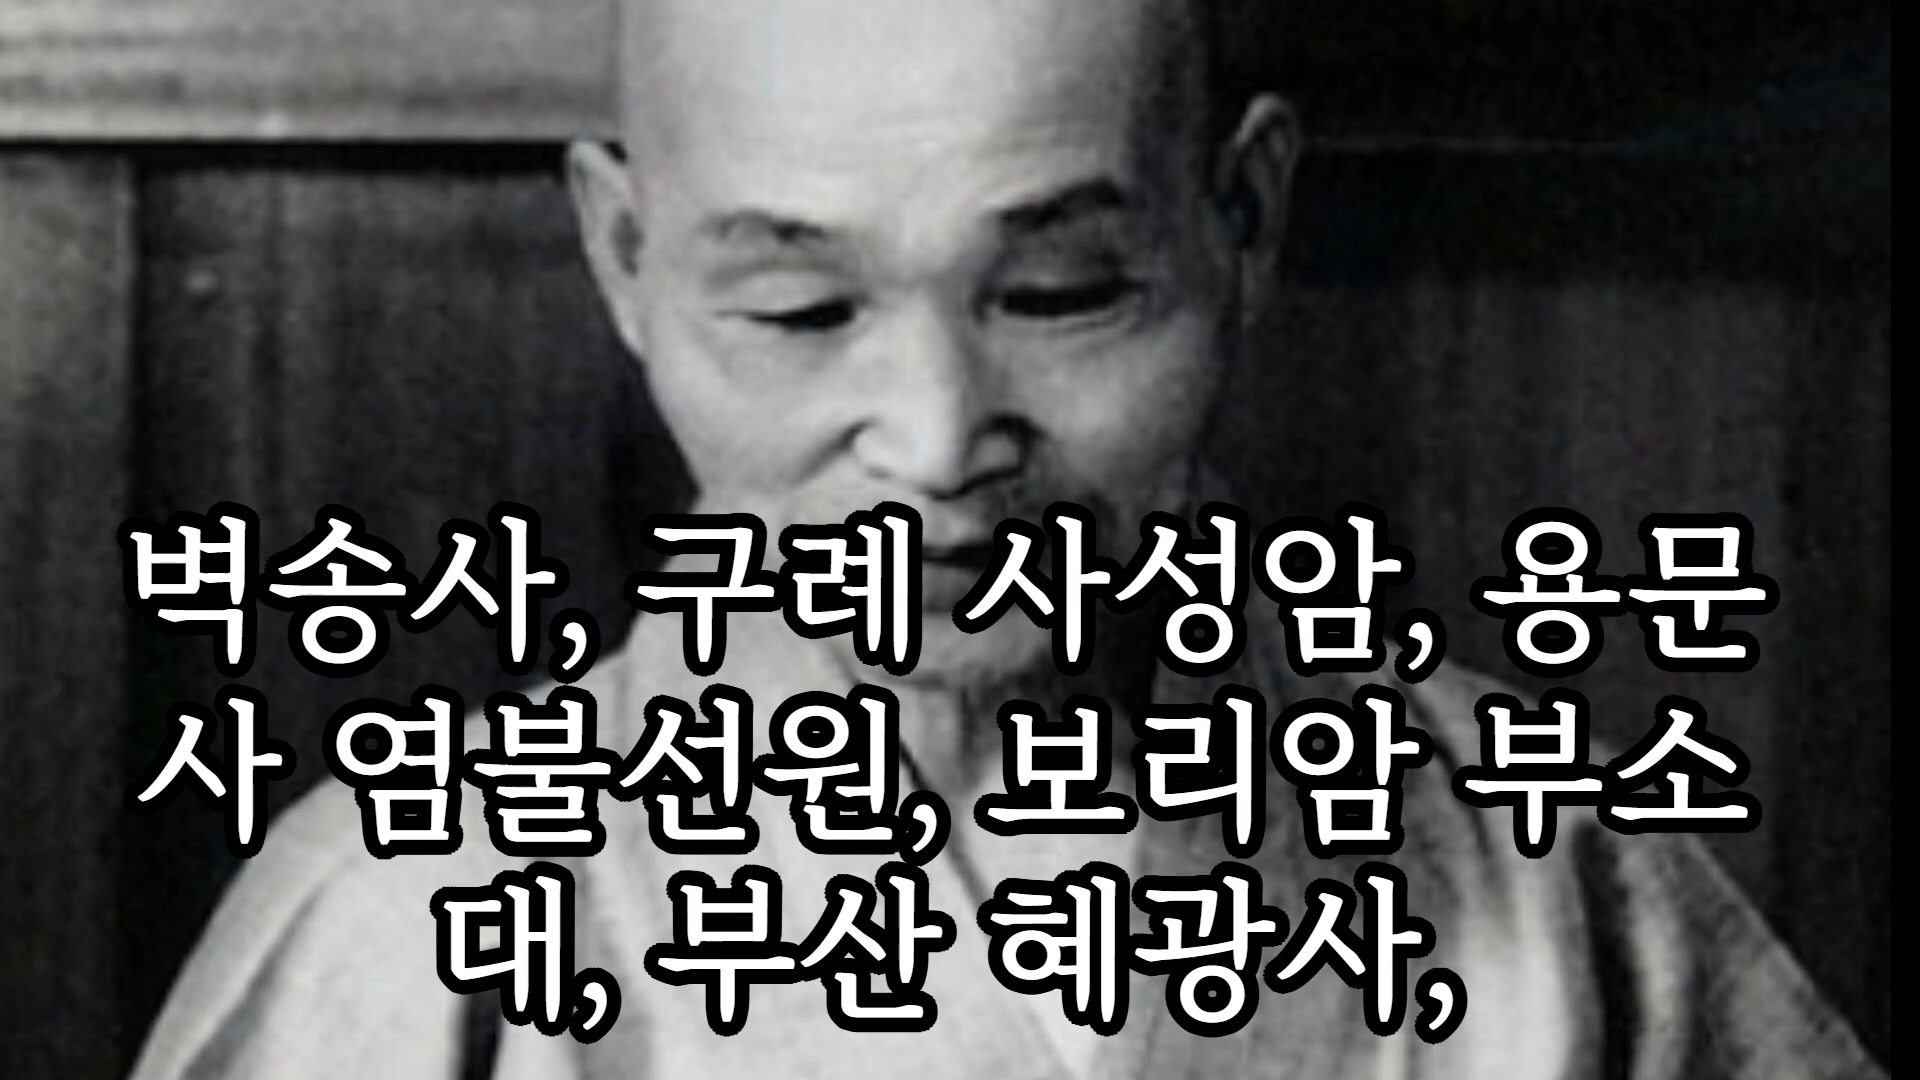 벽송사, 구례 사성암, 용문
사 염불선원, 보리암 부소
대, 부산 혜광사,